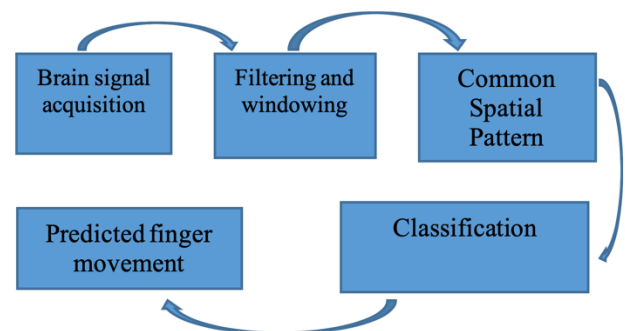 Brain signal
acquisition
Filtering and
windowing
Common
Spatial
Pattern
Predicted finger
movement
Classification